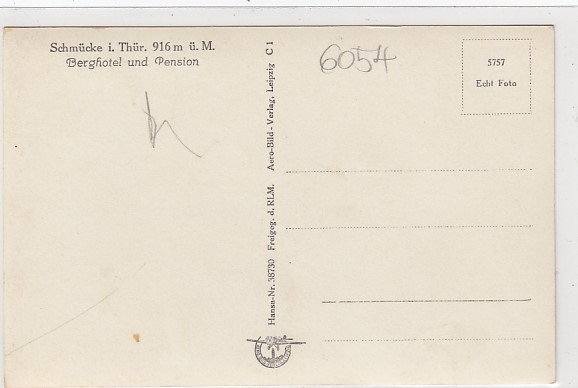 Schmücke i. Thür. 916 m ü. M.
Berghotel und Pension
Hansa-Nr. 38730 Freigeg. d. RLM. Aero-Bild-Verlag, Leipzig C 1
6054
5757
Echt Foto